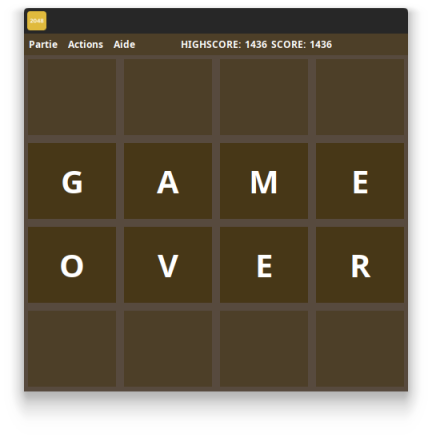 2048
Partie Actions Aide HIGHSCORE: 1436 SCORE: 1436
G A M E
O V E R